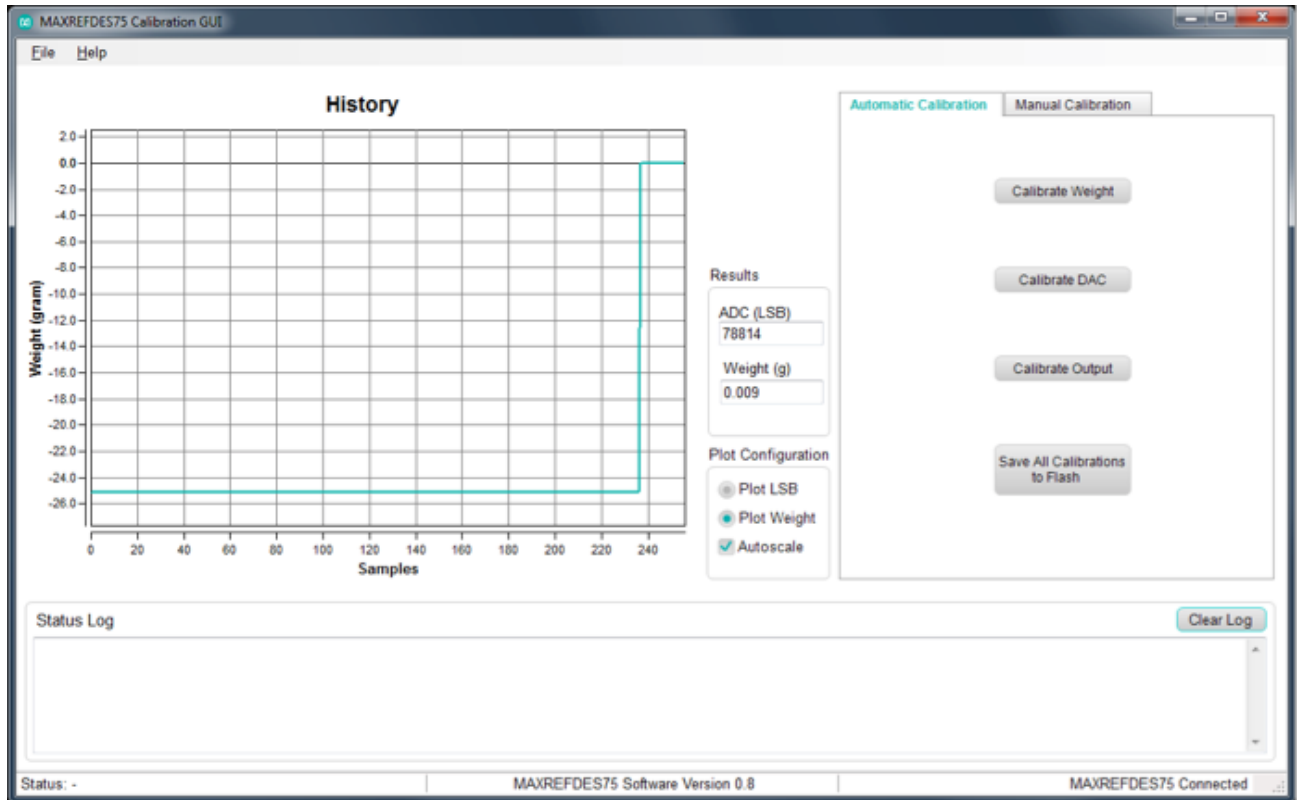 MAXREFDES75 Calibration GUI
File Help
History
2.0
0.0
-2.0
-4.0
-6.0
-8.0
-10.0
-12.0
-14.0
-16.0
-18.0
-20.0
-22.0
-24.0
-26.0
Weight (gram)
0 20 40 60 80 100 120 140 160 180 200 220 240
Samples
Results
ADC (LSB)
78814
Weight (g)
0.009
Plot Configuration
Plot LSB
Plot Weight
Autoscale
Automatic Calibration Manual Calibration
Calibrate Weight
Calibrate DAC
Calibrate Output
Save All Calibrations
to Flash
Status Log
Clear Log
Status: - MAXREFDES75 Software Version 0.8 MAXREFDES75 Connected